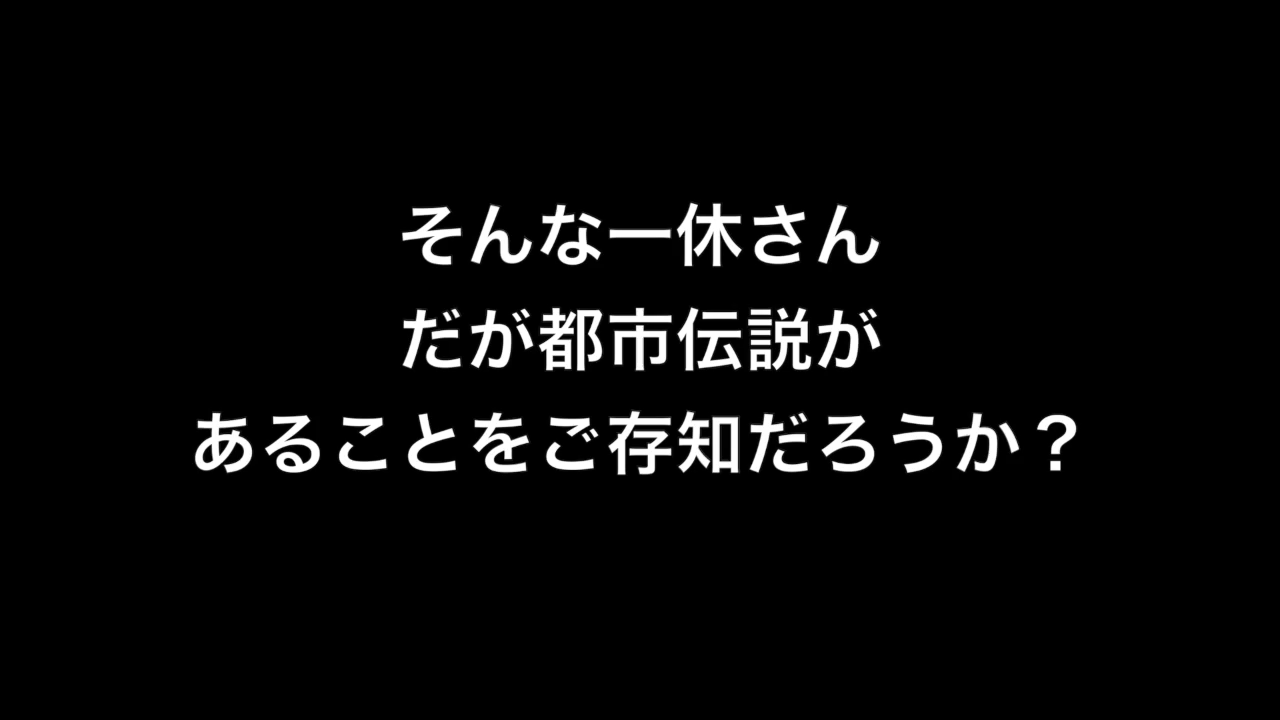 そんな一休さん
だが都市伝説が
あることをご存知だろうか？